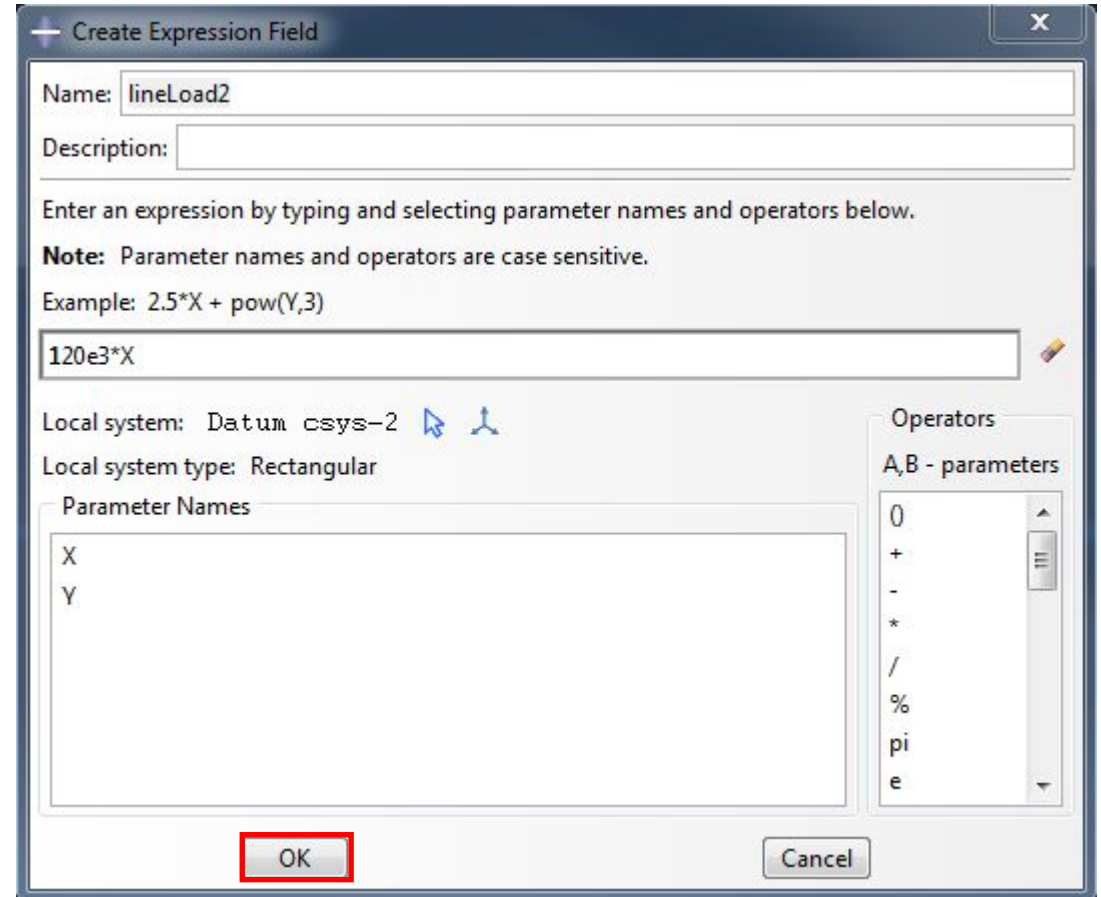 Create Expression Field
x
Name: lineLoad2
Description:
Enter an expression by typing and selecting parameter names and operators below.
Note: Parameter names and operators are case sensitive.
Example: 2.5*X + pow(Y,3)
120e3*X
Local system: Datum csys-2
Local system type: Rectangular
Parameter Names
X
Y
Operators
A,B - parameters
()
+
-
*
/
%
pi
e
OK
Cancel